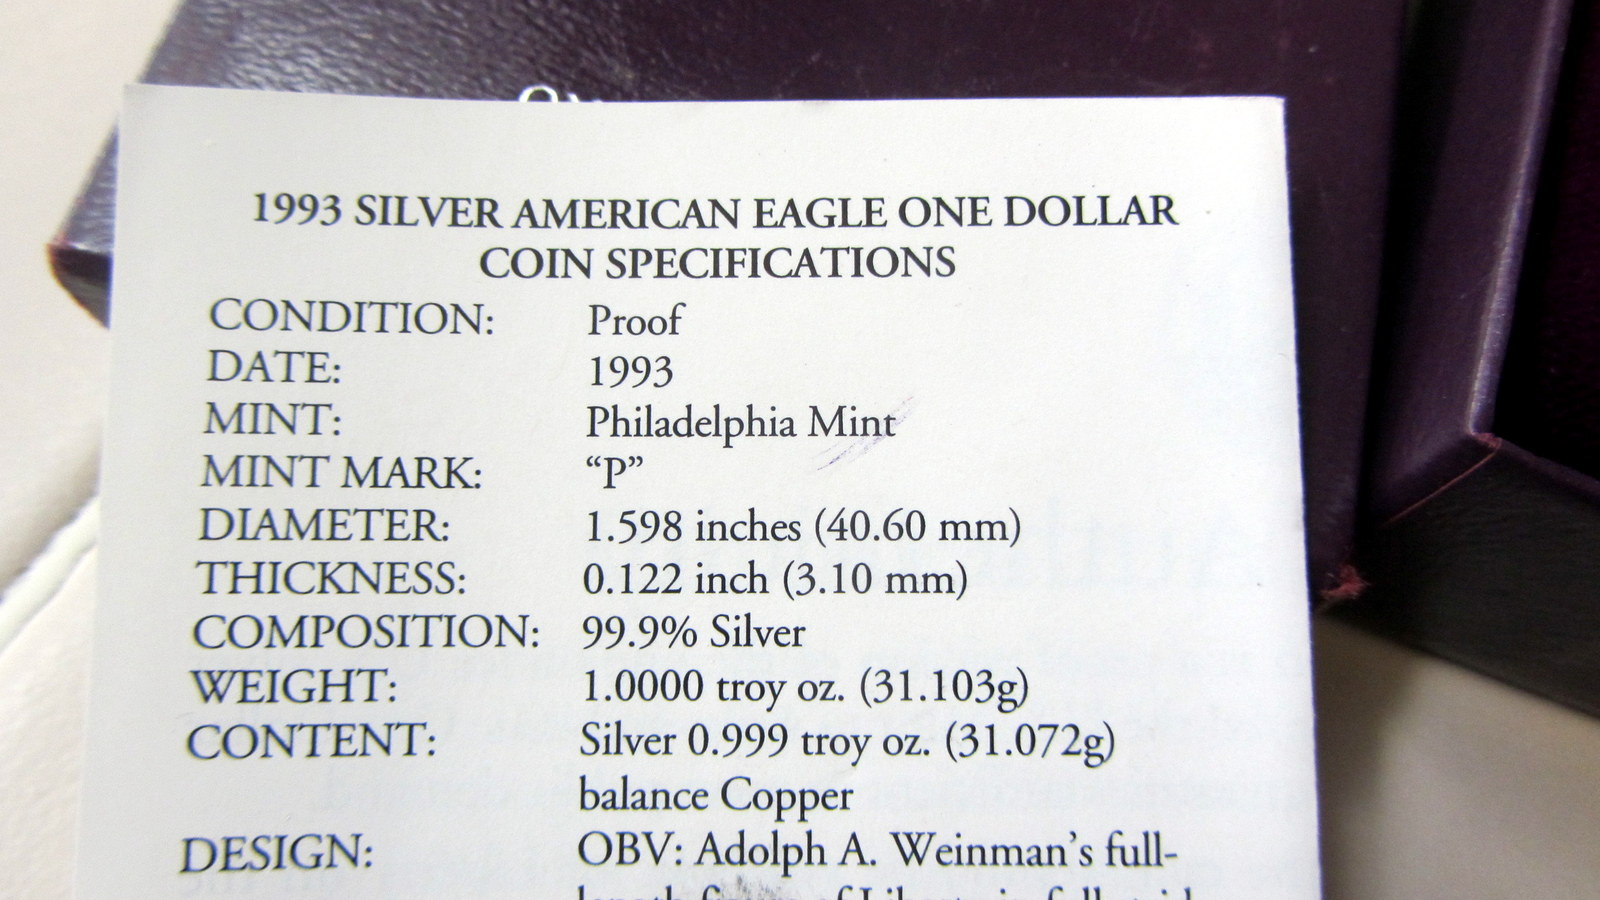 1993 SILVER AMERICAN EAGLE ONE DOLLAR
COIN SPECIFICATIONS
CONDITION: Proof
DATE: 1993
MINT: Philadelphia Mint
MINT MARK: “P”
DIAMETER: 1.598 inches (40.60 mm)
THICKNESS: 0.122 inch (3.10 mm)
COMPOSITION: 99.9% Silver
WEIGHT: 1.0000 troy oz. (31.103g)
CONTENT: Silver 0.999 troy oz. (31.072g)
balance Copper
DESIGN: OBV: Adolph A. Weinman’s full-